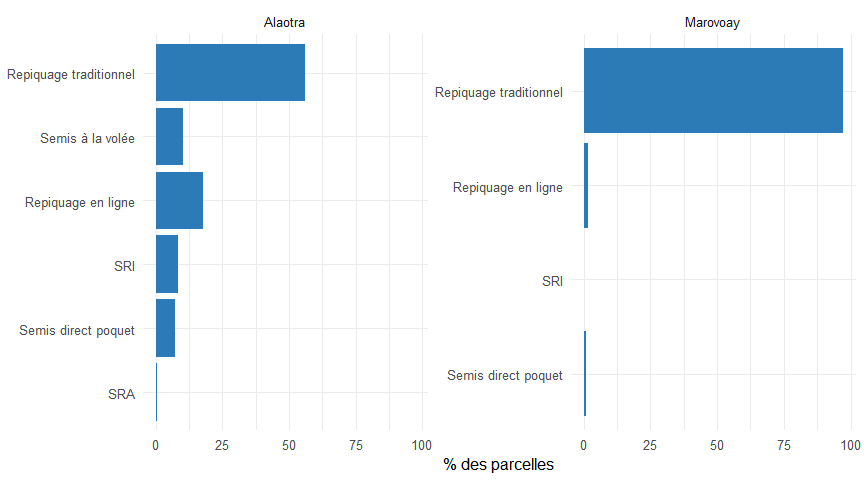 Alaotra
Repiquage traditionnel
Semis à la volée
Repiquage en ligne
SRI
Semis direct poquet
SRA
0 25 50 75 100
Marovoay
Repiquage traditionnel
Repiquage en ligne
SRI
Semis direct poquet
0 25 50 75 100
% des parcelles